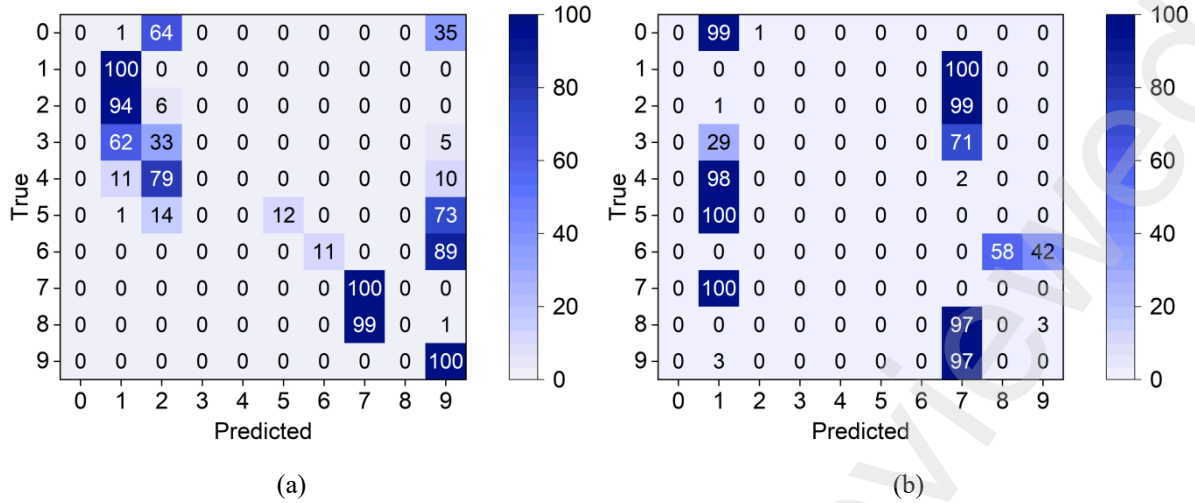 0 0 1 64 0 0 0 0 0 0 35 100
1 0 100 0 0 0 0 0 0 0 0
2 0 94 6 0 0 0 0 0 0 0 80
3 0 62 33 0 0 0 0 0 0 5
4 0 11 79 0 0 0 0 0 0 10 60
True
5 0 1 14 0 0 12 0 0 0 73 40
6 0 0 0 0 0 0 11 0 0 89
7 0 0 0 0 0 0 0 100 0 0 20
8 0 0 0 0 0 0 0 99 0 1
9 0 0 0 0 0 0 0 0 0 100 0
0 1 2 3 4 5 6 7 8 9
Predicted
(a)
0 0 99 1 0 0 0 0 0 0 0 100
1 0 0 0 0 0 0 0 100 0 0
2 0 1 0 0 0 0 0 99 0 0 80
3 0 29 0 0 0 0 0 71 0 0
4 0 98 0 0 0 0 0 2 0 0 60
True
5 0 100 0 0 0 0 0 0 0 0 40
6 0 0 0 0 0 0 0 0 58 42
7 0 100 0 0 0 0 0 0 0 0 20
8 0 0 0 0 0 0 0 97 0 3
9 0 3 0 0 0 0 0 97 0 0 0
0 1 2 3 4 5 6 7 8 9
Predicted
(b)
viewed